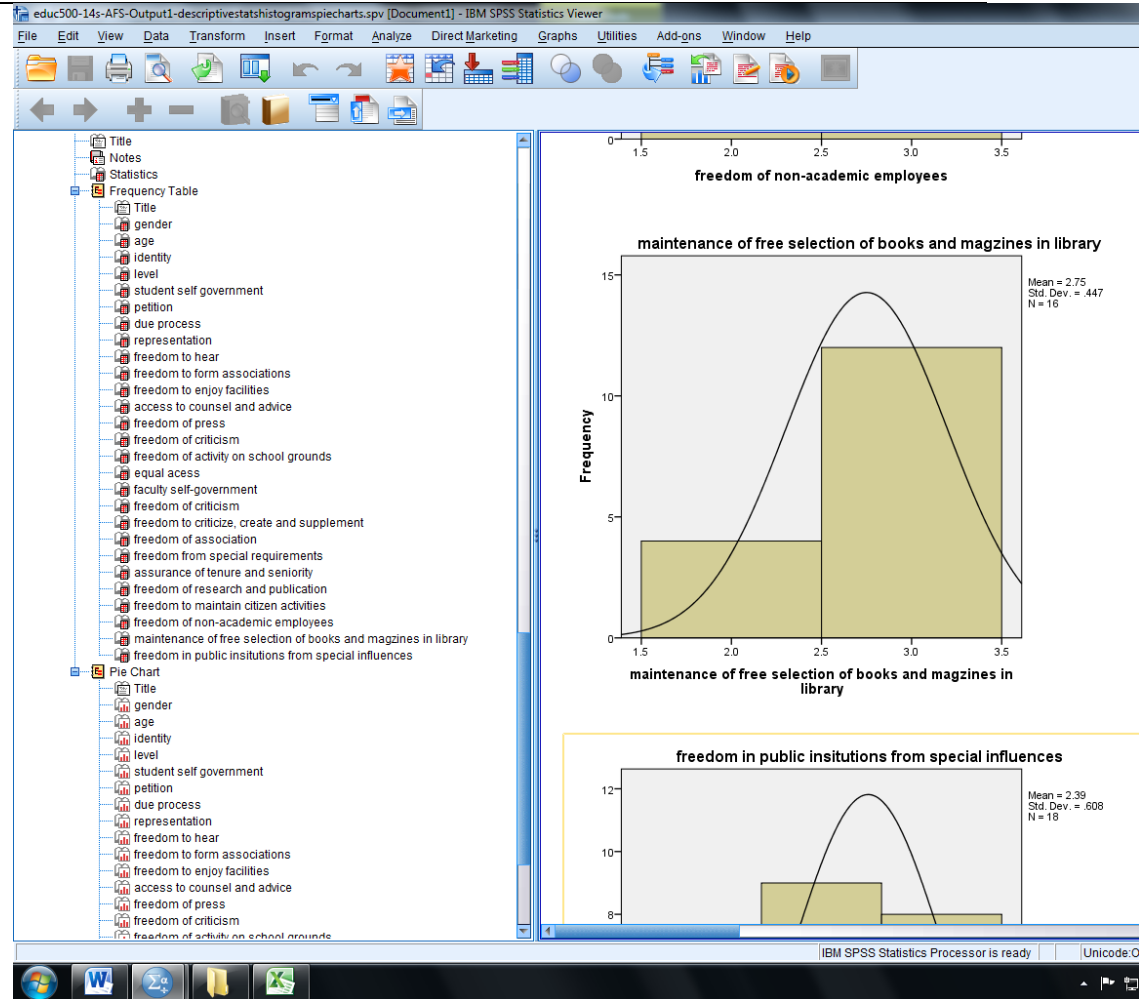 educ500-14s-AFS-Output1-descriptivestatshistogramspiecharts.spv [Document1] - IBM SPSS Statistics Viewer
File Edit View Data Transform Insert Format Analyze Direct Marketing Graphs Utilities Add-ons Window Help
Title
Notes
Statistics
Frequency Table
Title
gender
age
identity
level
student self government
petition
due process
representation
freedom to hear
freedom to form associations
freedom to enjoy facilities
access to counsel and advice
freedom of press
freedom of criticism
freedom of activity on school grounds
equal acess
faculty self-government
freedom of criticism
freedom to criticize, create and supplement
freedom of association
freedom from special requirements
assurance of tenure and seniority
freedom of research and publication
freedom to maintain citizen activities
freedom of non-academic employees
maintenance of free selection of books and magzines in library
freedom in public insitutions from special influences
Pie Chart
Title
gender
age
identity
level
student self government
petition
due process
representation
freedom to hear
freedom to form associations
freedom to enjoy facilities
access to counsel and advice
freedom of press
freedom of criticism
freedom of activity on school grounds
0
1.5 2.0 2.5 3.0 3.5
freedom of non-academic employees
maintenance of free selection of books and magzines in library
Mean = 2.75
Std. Dev. = .447
N = 16
Frequency
15
10
5
0
1.5 2.0 2.5 3.0 3.5
maintenance of free selection of books and magzines in
library
freedom in public insitutions from special influences
Mean = 2.39
Std. Dev. = .608
N = 18
12
10
8
IBM SPSS Statistics Processor is ready
Unicode:O
W
Σα